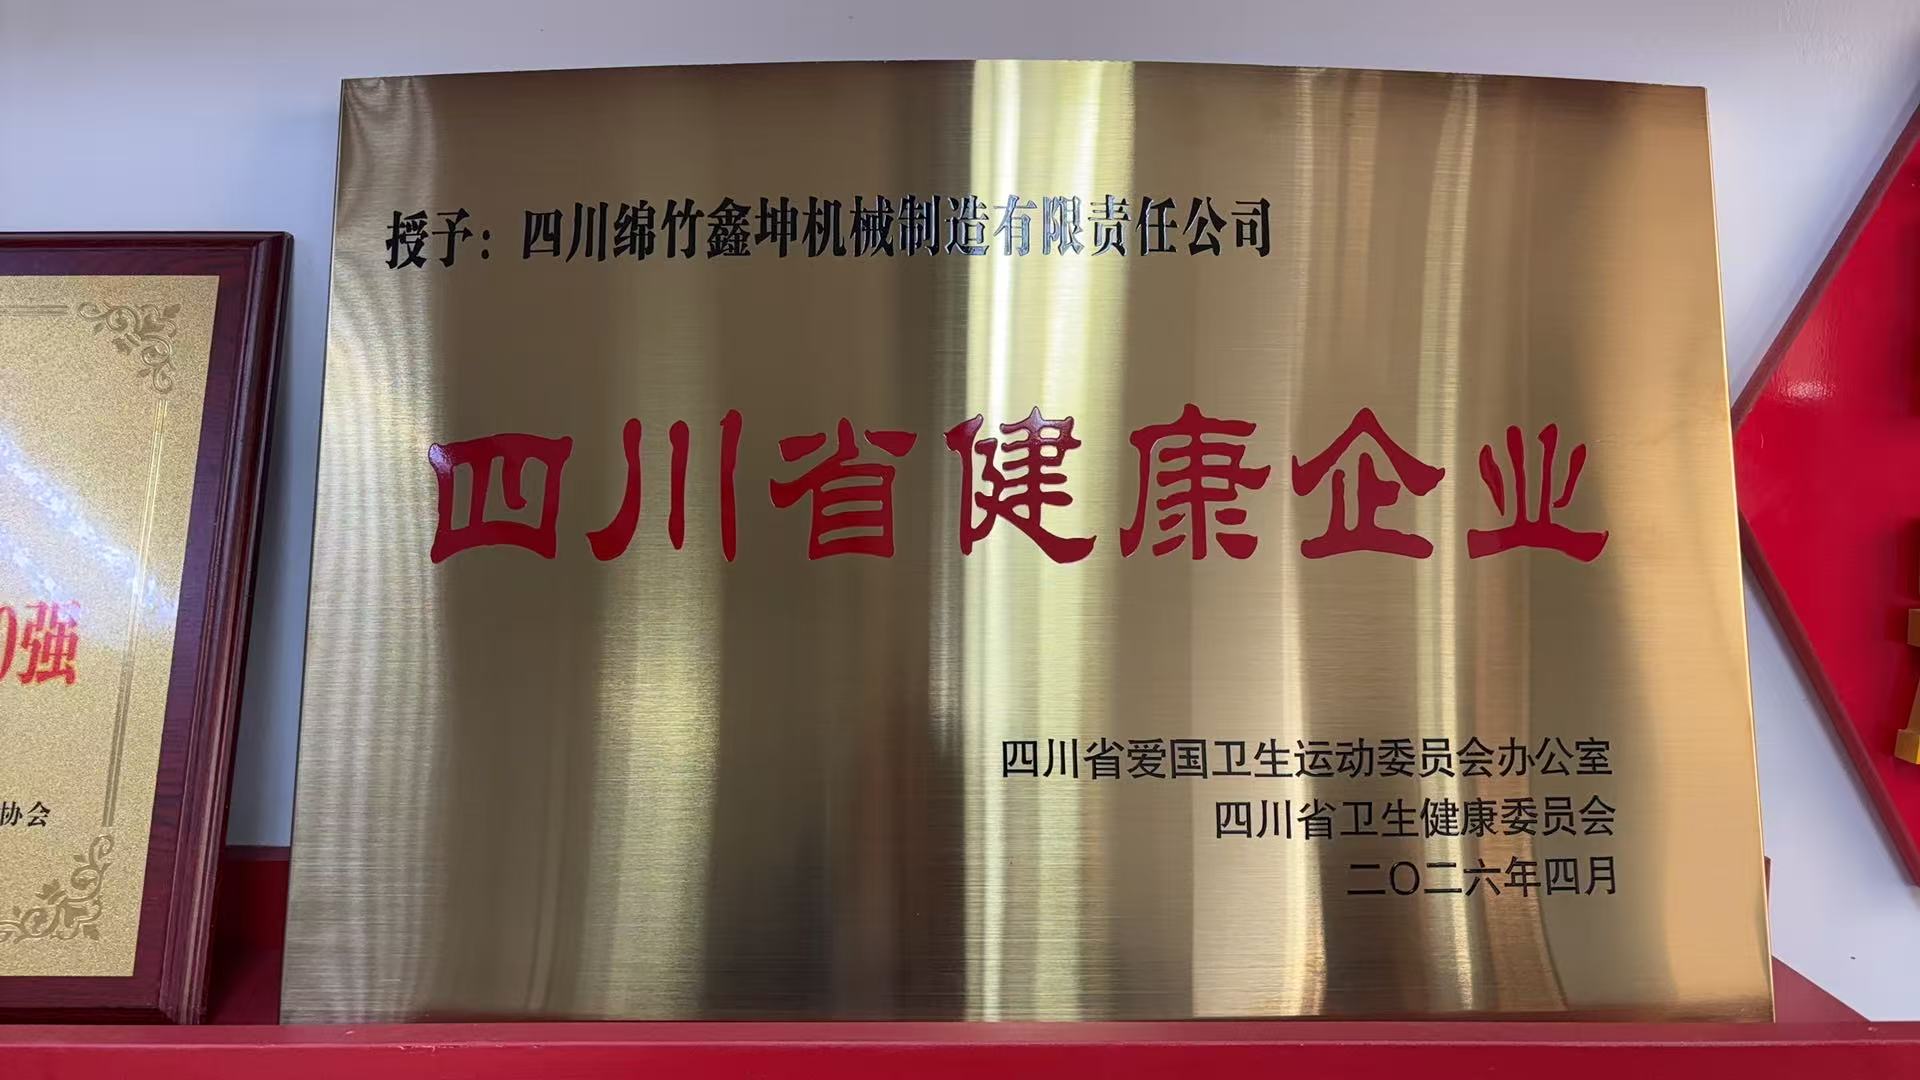 授予：四川绵竹鑫坤机械制造有限责任公司
四川省健康企业
四川省爱国卫生运动委员会办公室
四川省卫生健康委员会
二〇二六年四月
强
协会